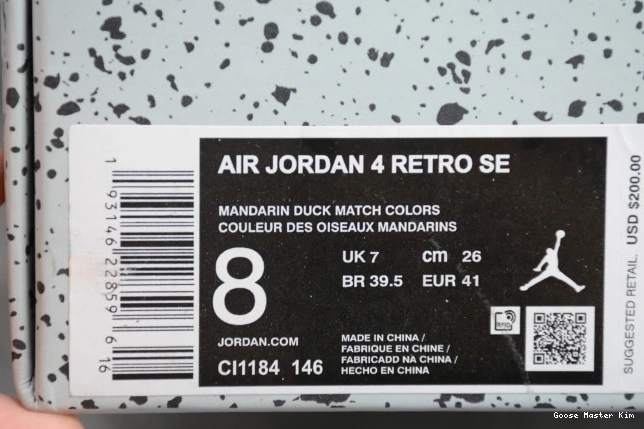 AIR JORDAN 4 RETRO SE
MANDARIN DUCK MATCH COLORS
COULEUR DES OISEAUX MANDARINS
8
UK 7 cm 26
BR 39.5 EUR 41
JORDAN.COM
CI1184 146
MADE IN CHINA /
FABRIQUE EN CHINE /
FABRICADD NA CHINA /
HECHO EN CHINA
RFID
1 93146 22859 6 16
SUGGESTED RETAIL. USD $200.00
Goose Master Kim